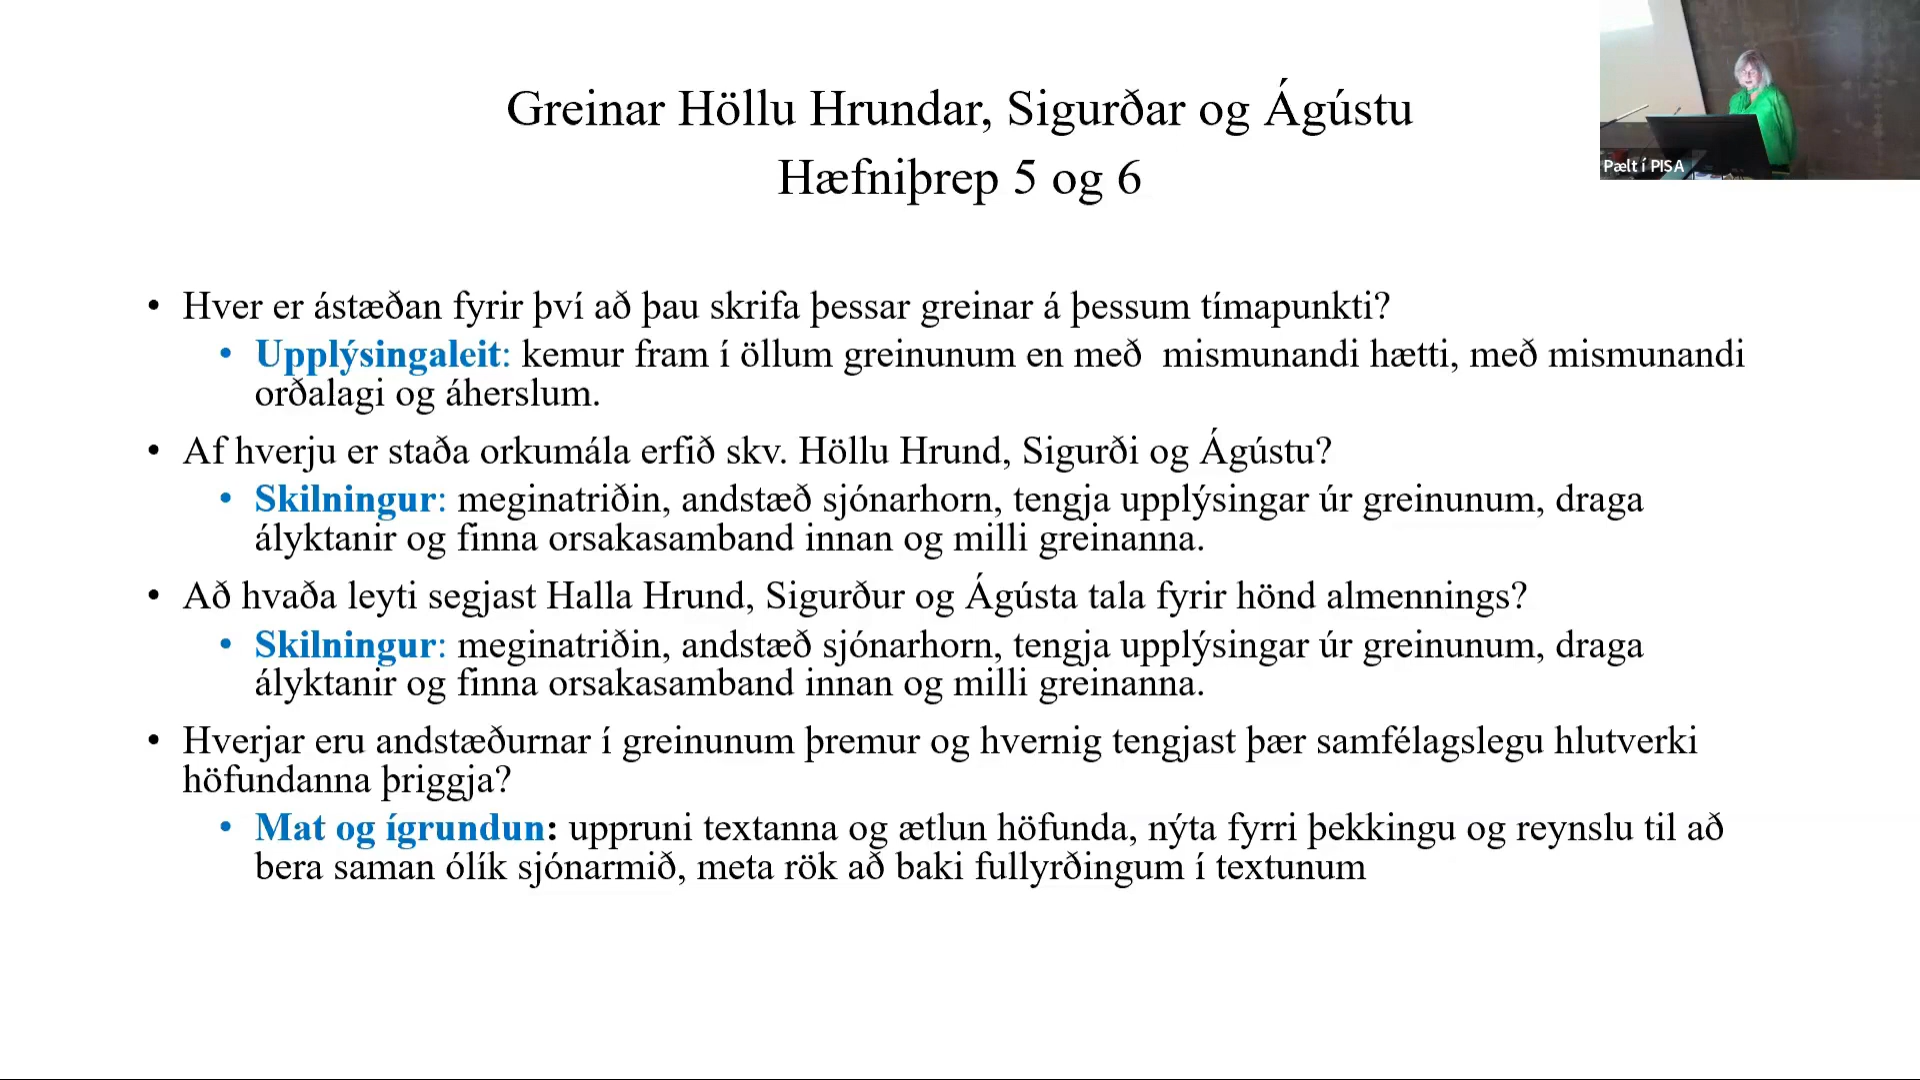 Greinar Höllu Hrundar, Sigurðar og Ágústu
Hæfniþrep 5 og 6
Pælt í PISA
• Hver er ástæðan fyrir því að þau skrifa þessar greinar á þessum tímapunkti?
• Upplýsingaleit: kemur fram í öllum greinunum en með  mismunandi hætti, með mismunandi
orðalagi og áherslum.
• Af hverju er staða orkumála erfið skv. Höllu Hrund, Sigurði og Ágústu?
• Skilningur: meginatriðin, andstæð sjónarhorn, tengja upplýsingar úr greinunum, draga
ályktanir og finna orsakasamband innan og milli greinanna.
• Að hvaða leyti segjast Halla Hrund, Sigurður og Ágústa tala fyrir hönd almennings?
• Skilningur: meginatriðin, andstæð sjónarhorn, tengja upplýsingar úr greinunum, draga
ályktanir og finna orsakasamband innan og milli greinanna.
• Hverjar eru andstæðurnar í greinunum þremur og hvernig tengjast þær samfélagslegu hlutverki
höfundanna þriggja?
• Mat og ígrundun: uppruni textanna og ætlun höfunda, nýta fyrri þekkingu og reynslu til að
bera saman ólík sjónarmið, meta rök að baki fullyrðingum í textunum